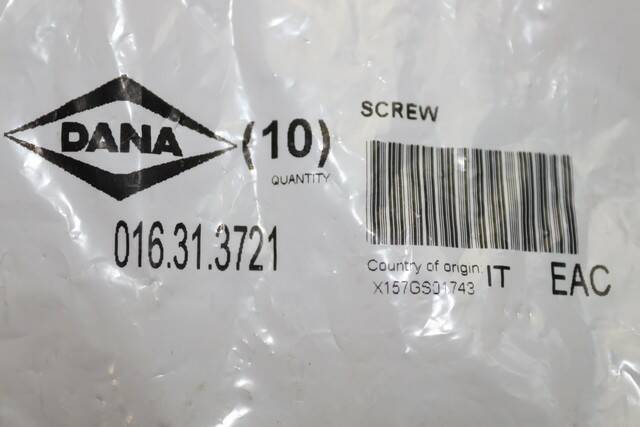 DANA
(10)
QUANTITY
016.31.3721
SCREW
Country of origin: IT
X157GS01743
EAC